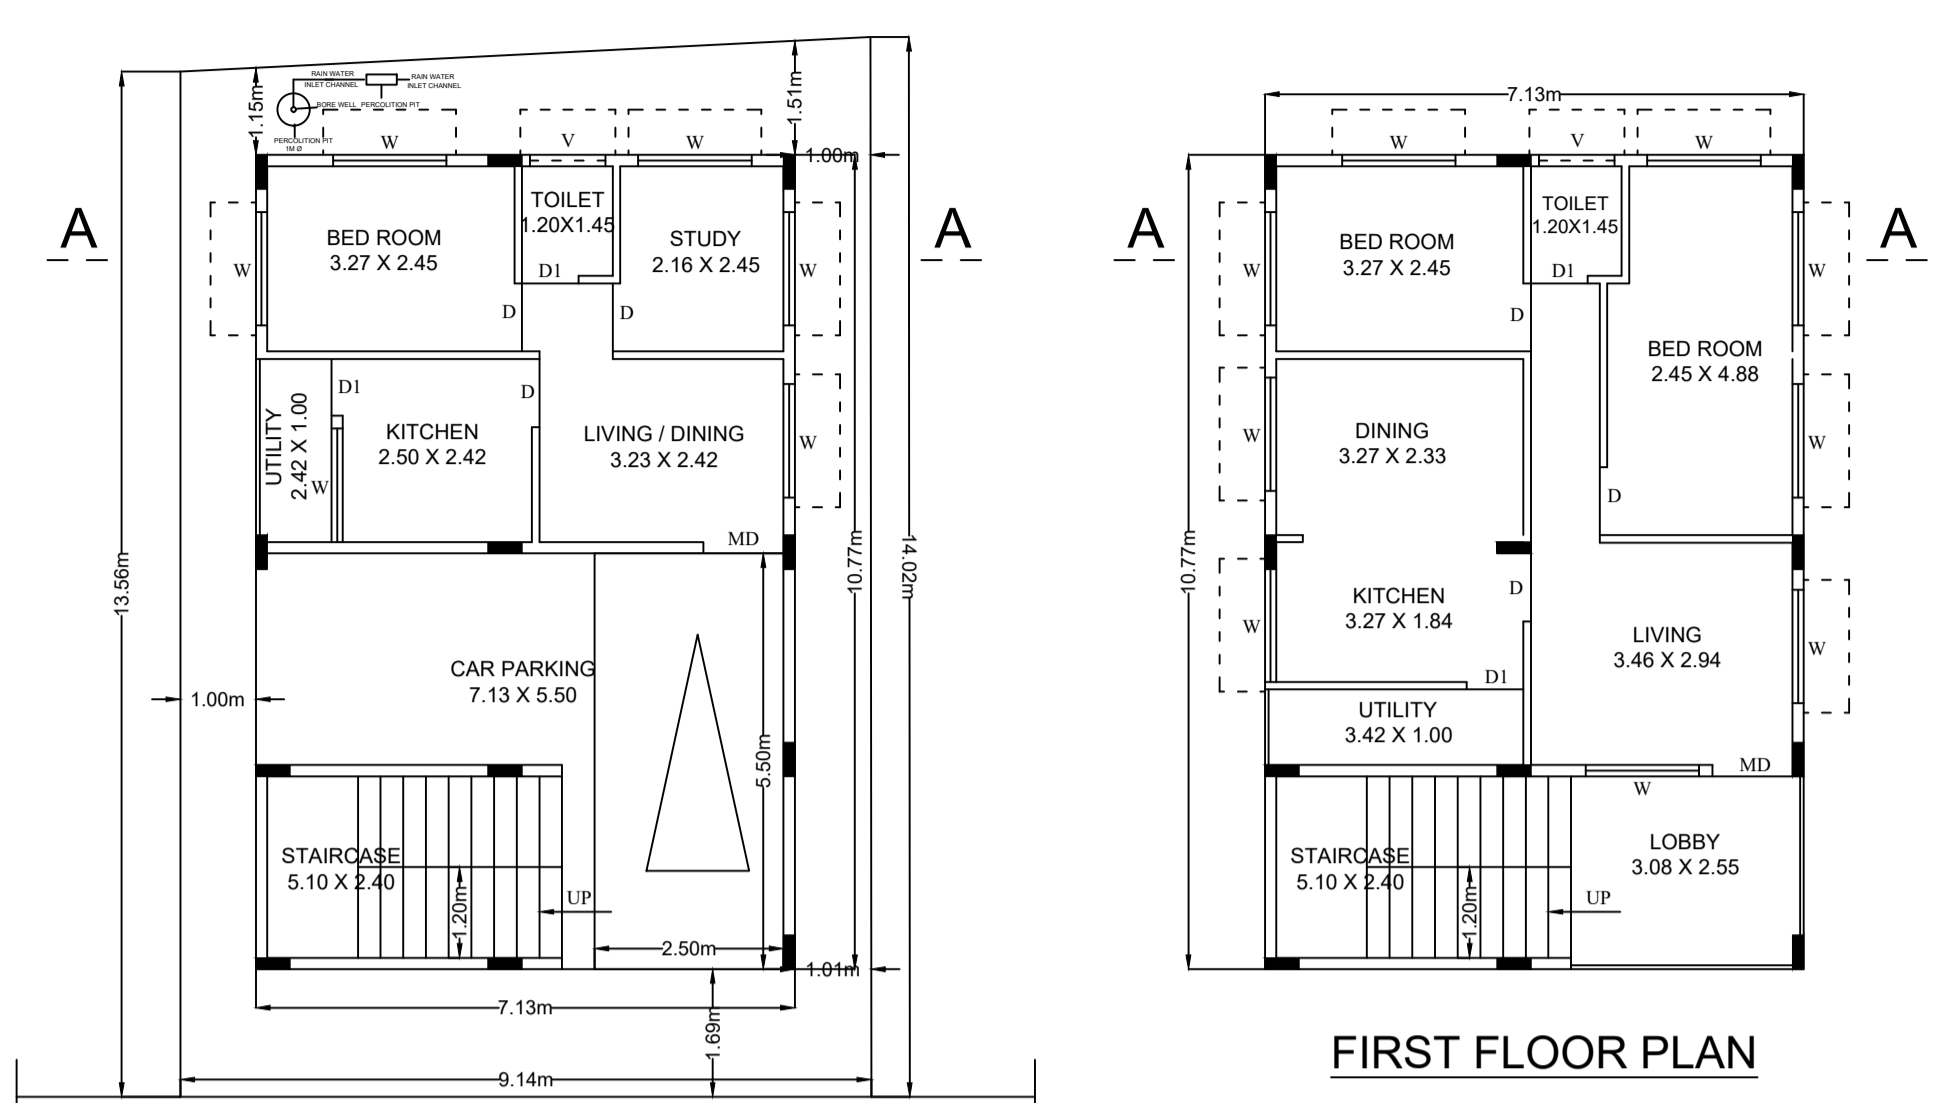 RAIN WATER
INLET CHANNEL
RAIN WATER
INLET CHANNEL
BORE WELL
PERCOLITION PIT
PERCOLITION PIT
1M Ø
1.15m
1.51m
W
V
W
1.00m
A
A
BED ROOM
3.27 X 2.45
TOILET
1.20X1.45
STUDY
2.16 X 2.45
W
D1
W
D
D
D1
D
UTILITY
2.42 X 1.00
W
KITCHEN
2.50 X 2.42
LIVING / DINING
3.23 X 2.42
W
MD
13.56m
10.77m
14.02m
CAR PARKING
7.13 X 5.50
1.00m
5.50m
STAIRCASE
5.10 X 2.40
1.20m
UP
2.50m
1.01m
7.13m
1.69m
9.14m
7.13m
W
V
W
A
A
BED ROOM
3.27 X 2.45
TOILET
1.20X1.45
W
D1
W
D
BED ROOM
2.45 X 4.88
DINING
3.27 X 2.33
W
W
D
10.77m
KITCHEN
3.27 X 1.84
D
W
LIVING
3.46 X 2.94
W
D1
UTILITY
3.42 X 1.00
MD
W
STAIRCASE
5.10 X 2.40
1.20m
UP
LOBBY
3.08 X 2.55
FIRST FLOOR PLAN